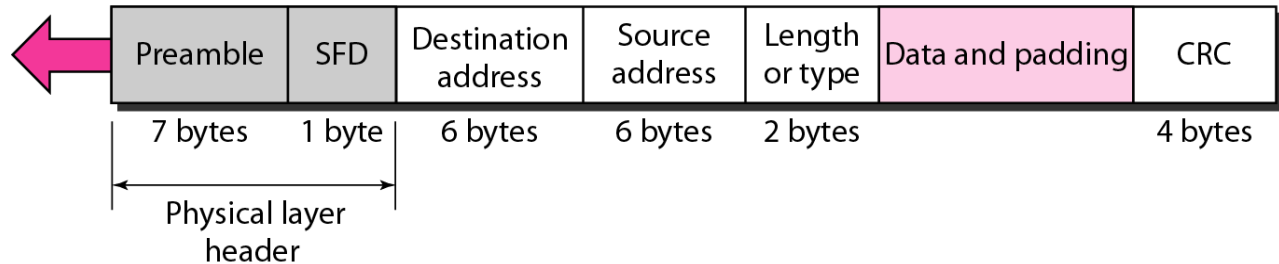 Preamble
SFD
Destination
address
Source
address
Length
or type
Data and padding
CRC
7 bytes
1 byte
6 bytes
6 bytes
2 bytes
4 bytes
Physical layer
header